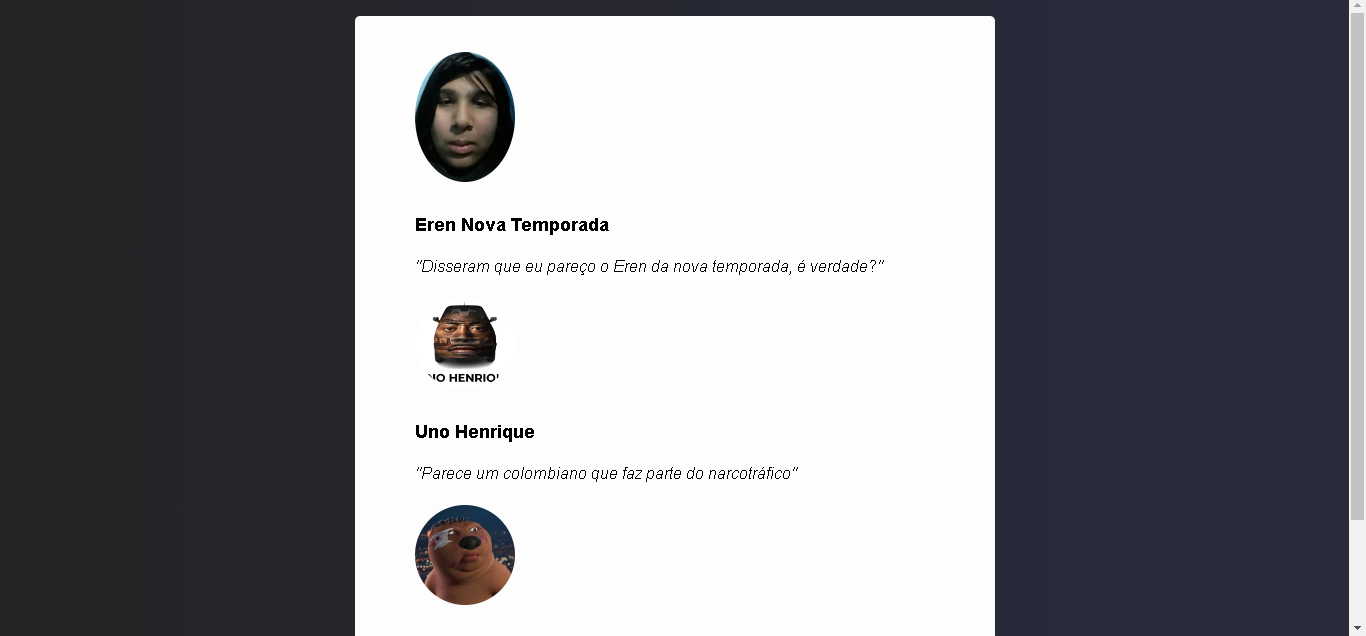 Eren Nova Temporada
"Disseram que eu pareço o Eren da nova temporada, é verdade?"
NO HENRIQU
Uno Henrique
"Parece um colombiano que faz parte do narcotráfico"